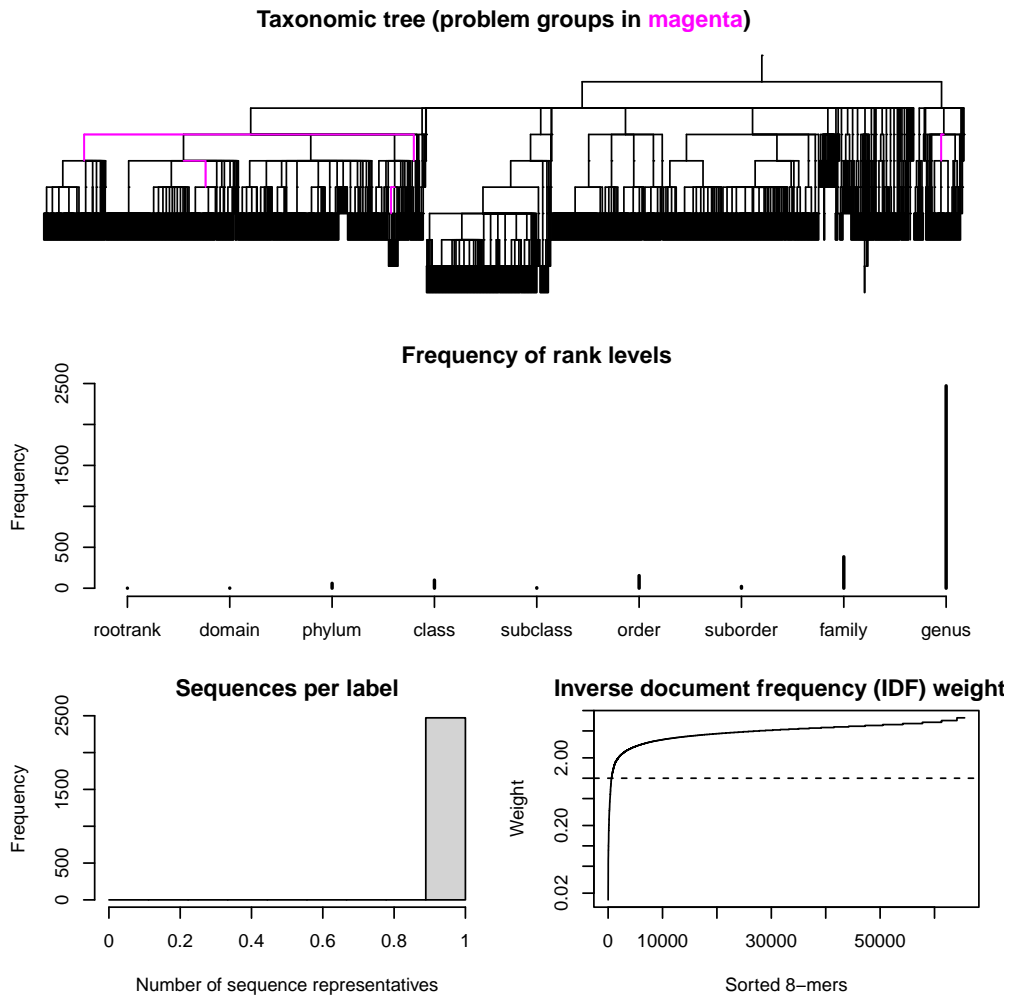 Taxonomic tree (problem groups in magenta)
Frequency of rank levels
Frequency
0
500
1500
2500
rootrank domain phylum class subclass order suborder family genus
Sequences per label
Frequency
0
500
1500
2500
0 0.2 0.4 0.6 0.8 1
Number of sequence representatives
Inverse document frequency (IDF) weight
Weight
0.02
0.20
2.00
0 10000 30000 50000
Sorted 8−mers